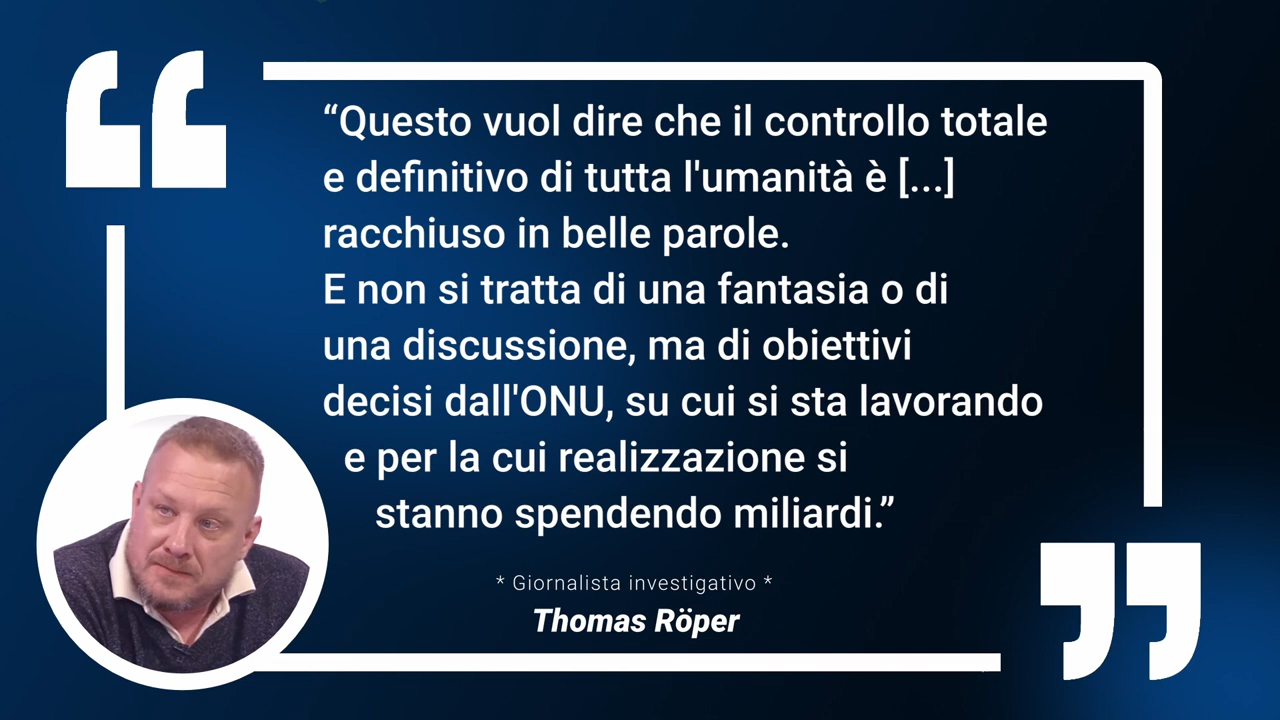 “Questo vuol dire che il controllo totale
e definitivo di tutta l'umanità è [...]
racchiuso in belle parole.
E non si tratta di una fantasia o di
una discussione, ma di obiettivi
decisi dall'ONU, su cui si sta lavorando
e per la cui realizzazione si
stanno spendendo miliardi.”
* Giornalista investigativo *
Thomas Röper